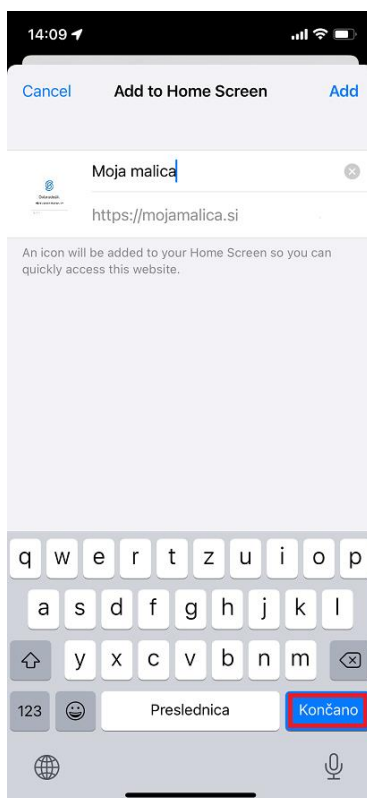 14:09
Cancel Add to Home Screen Add
Moja malica
https://mojamalica.si
An icon will be added to your Home Screen so you can
quickly access this website.
q w e r t z u i o p
a s d f g h j k l
y x c v b n m
123 Preslednica Končano